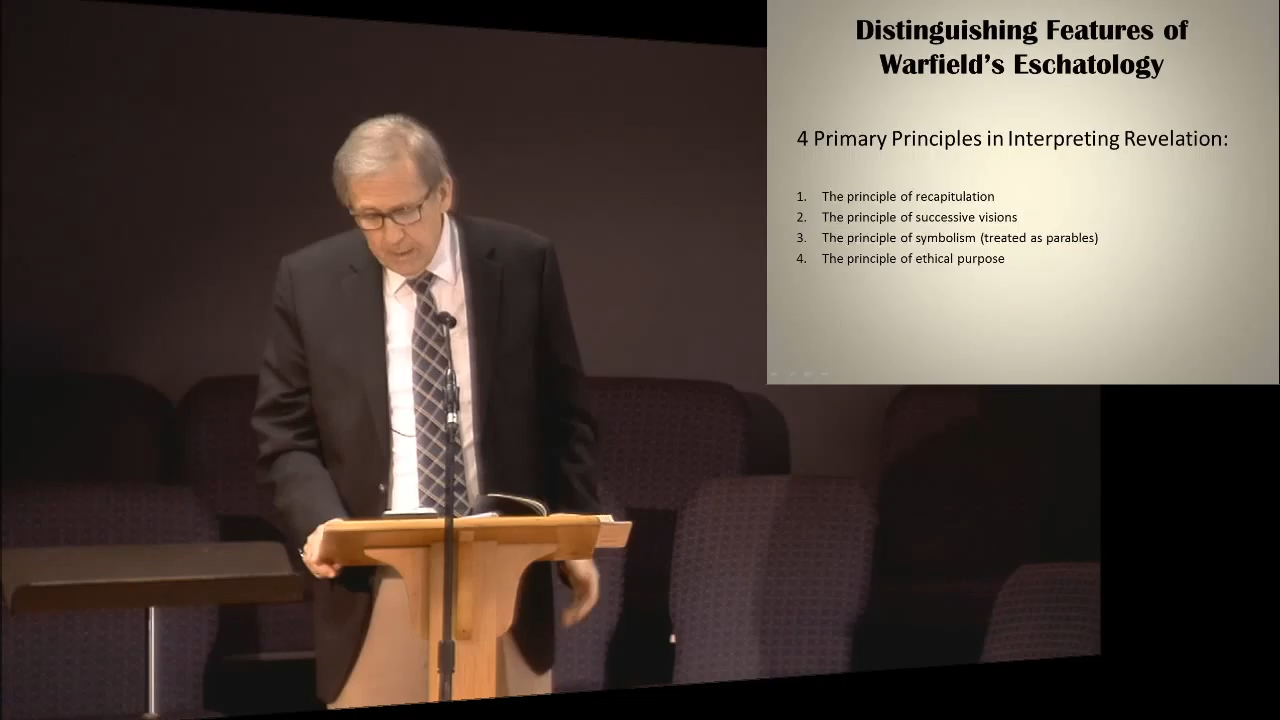 Distinguishing Features of
Warfield's Eschatology
4 Primary Principles in Interpreting Revelation:
1. The principle of recapitulation
2. The principle of successive visions
3. The principle of symbolism (treated as parables)
4. The principle of ethical purpose